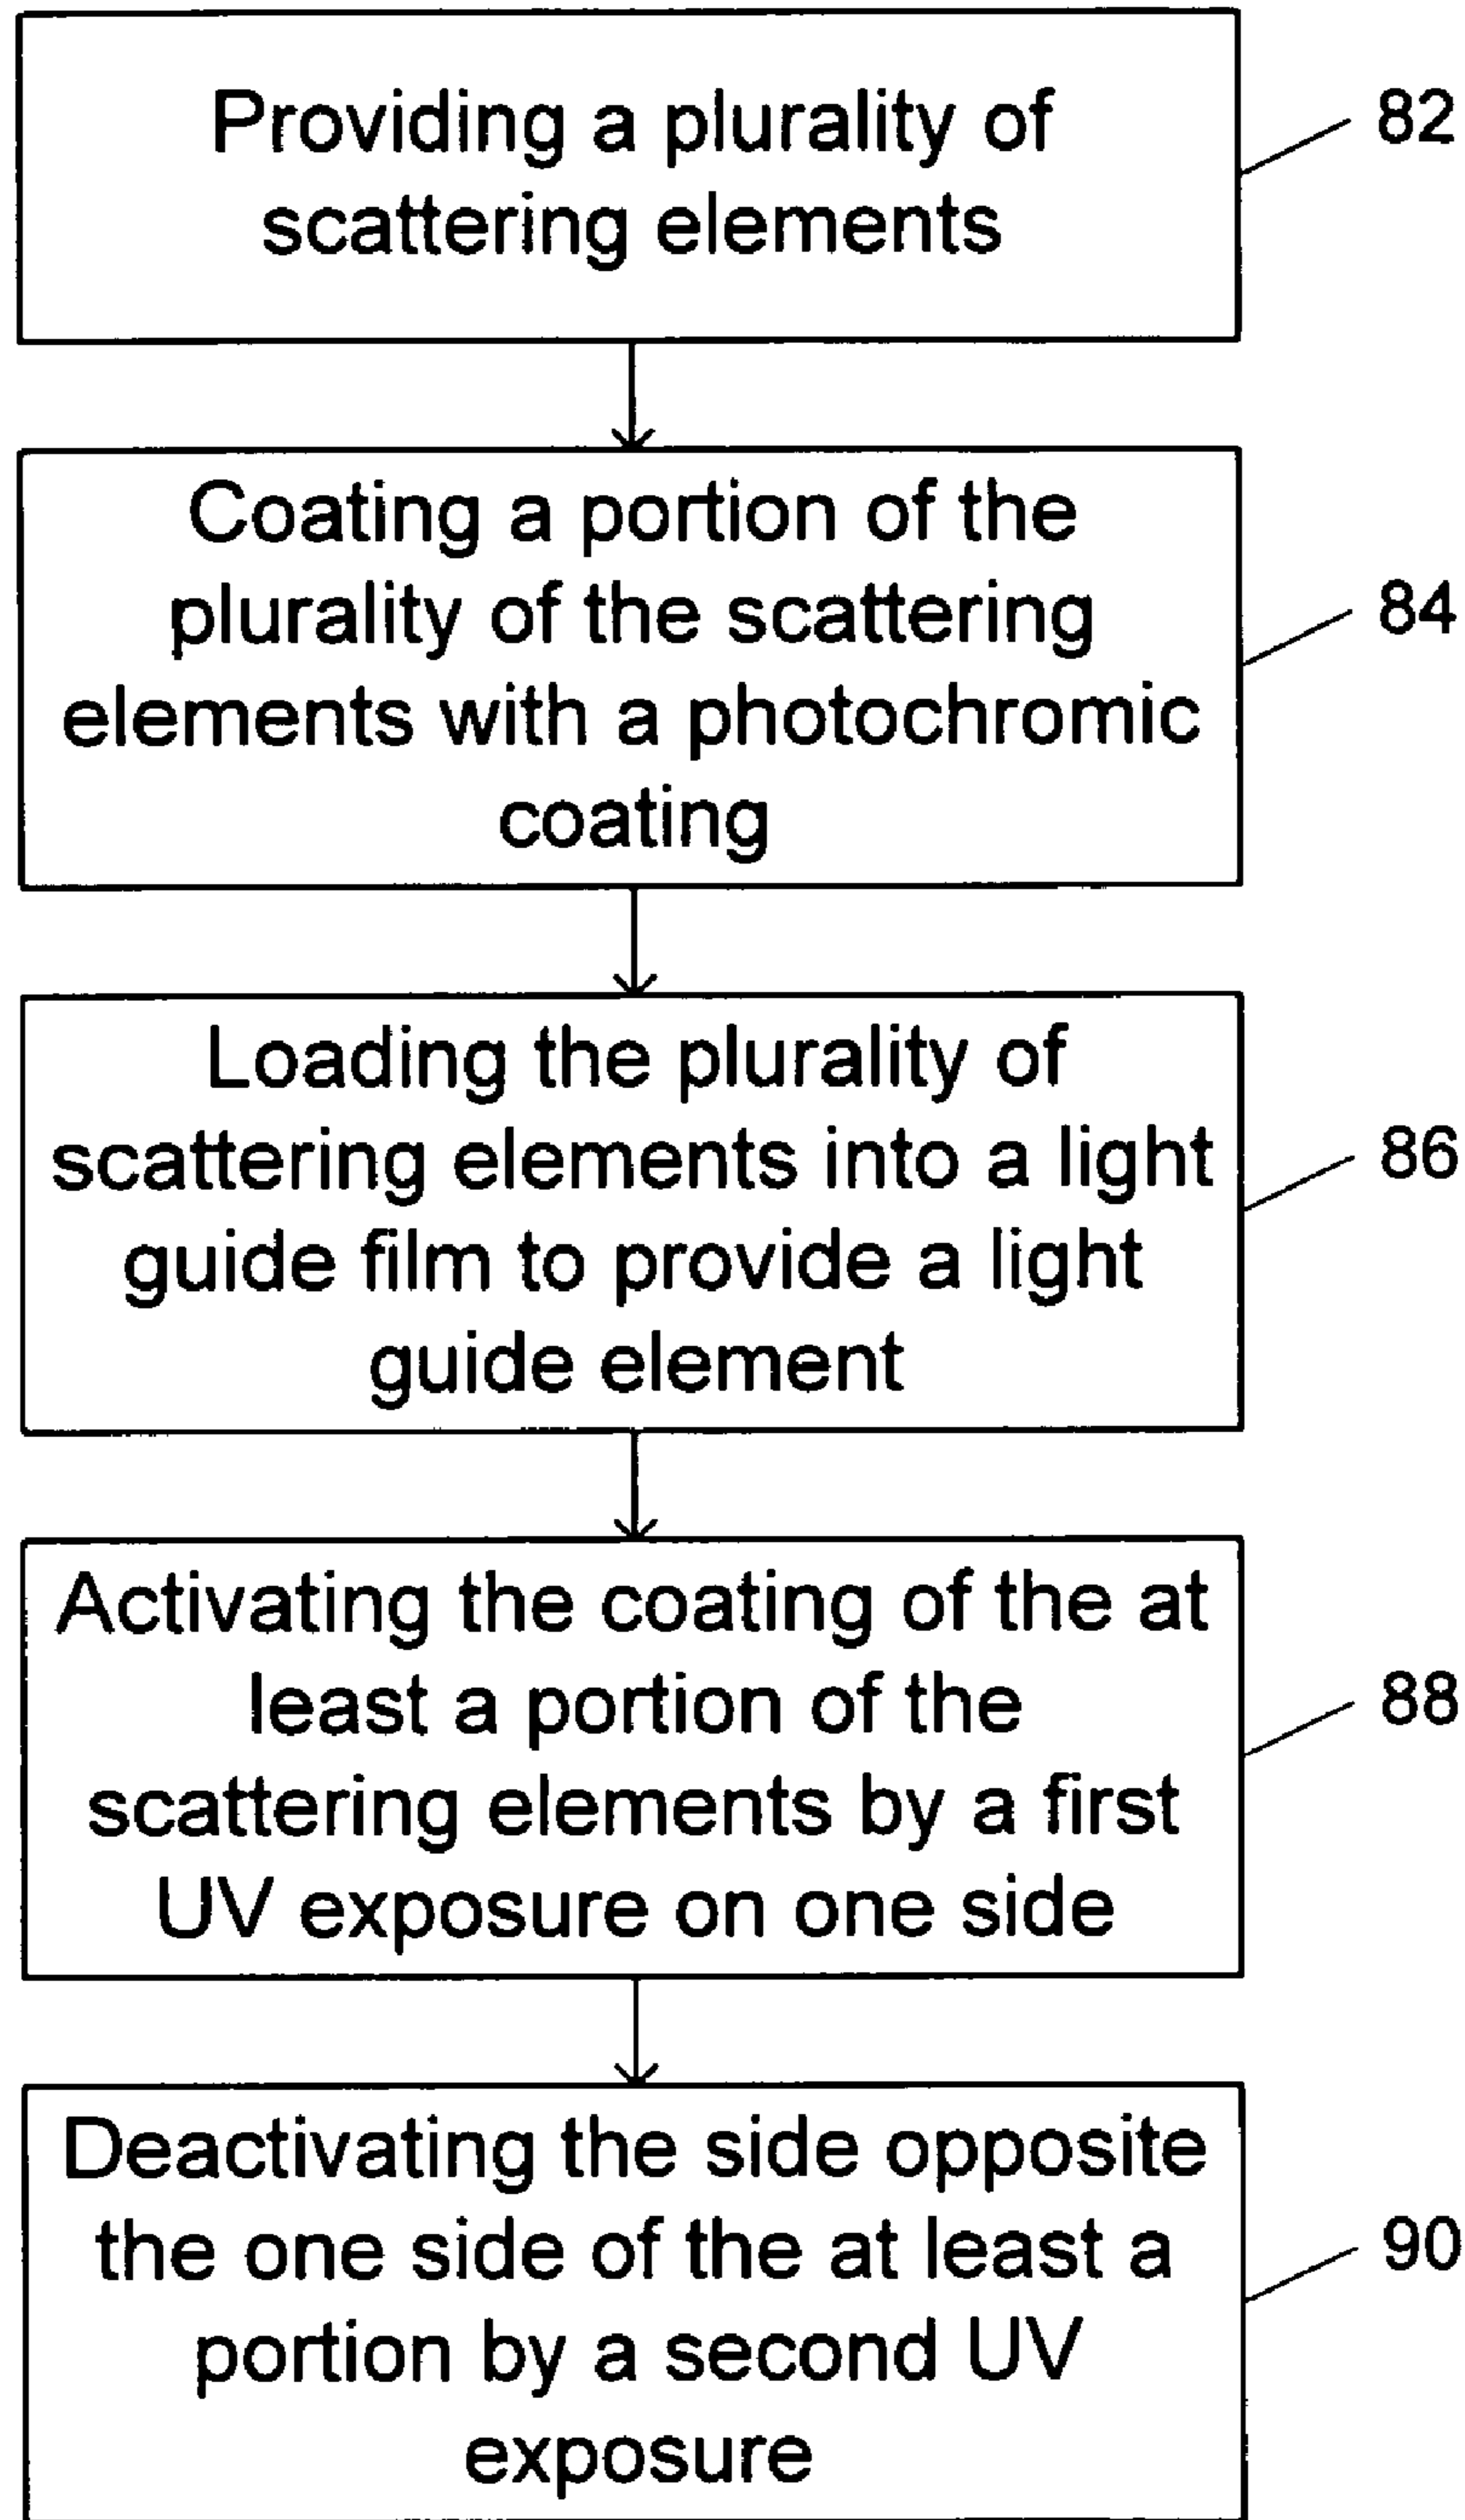 Providing a plurality of
scattering elements
82
Coating a portion of the
plurality of the scattering
elements with a photochromic
coating
84
Loading the plurality of
scattering elements into a light
guide film to provide a light
guide element
86
Activating the coating of the at
least a portion of the
scattering elements by a first
UV exposure on one side
88
Deactivating the side opposite
the one side of the at least a
portion by a second UV
exposure
90